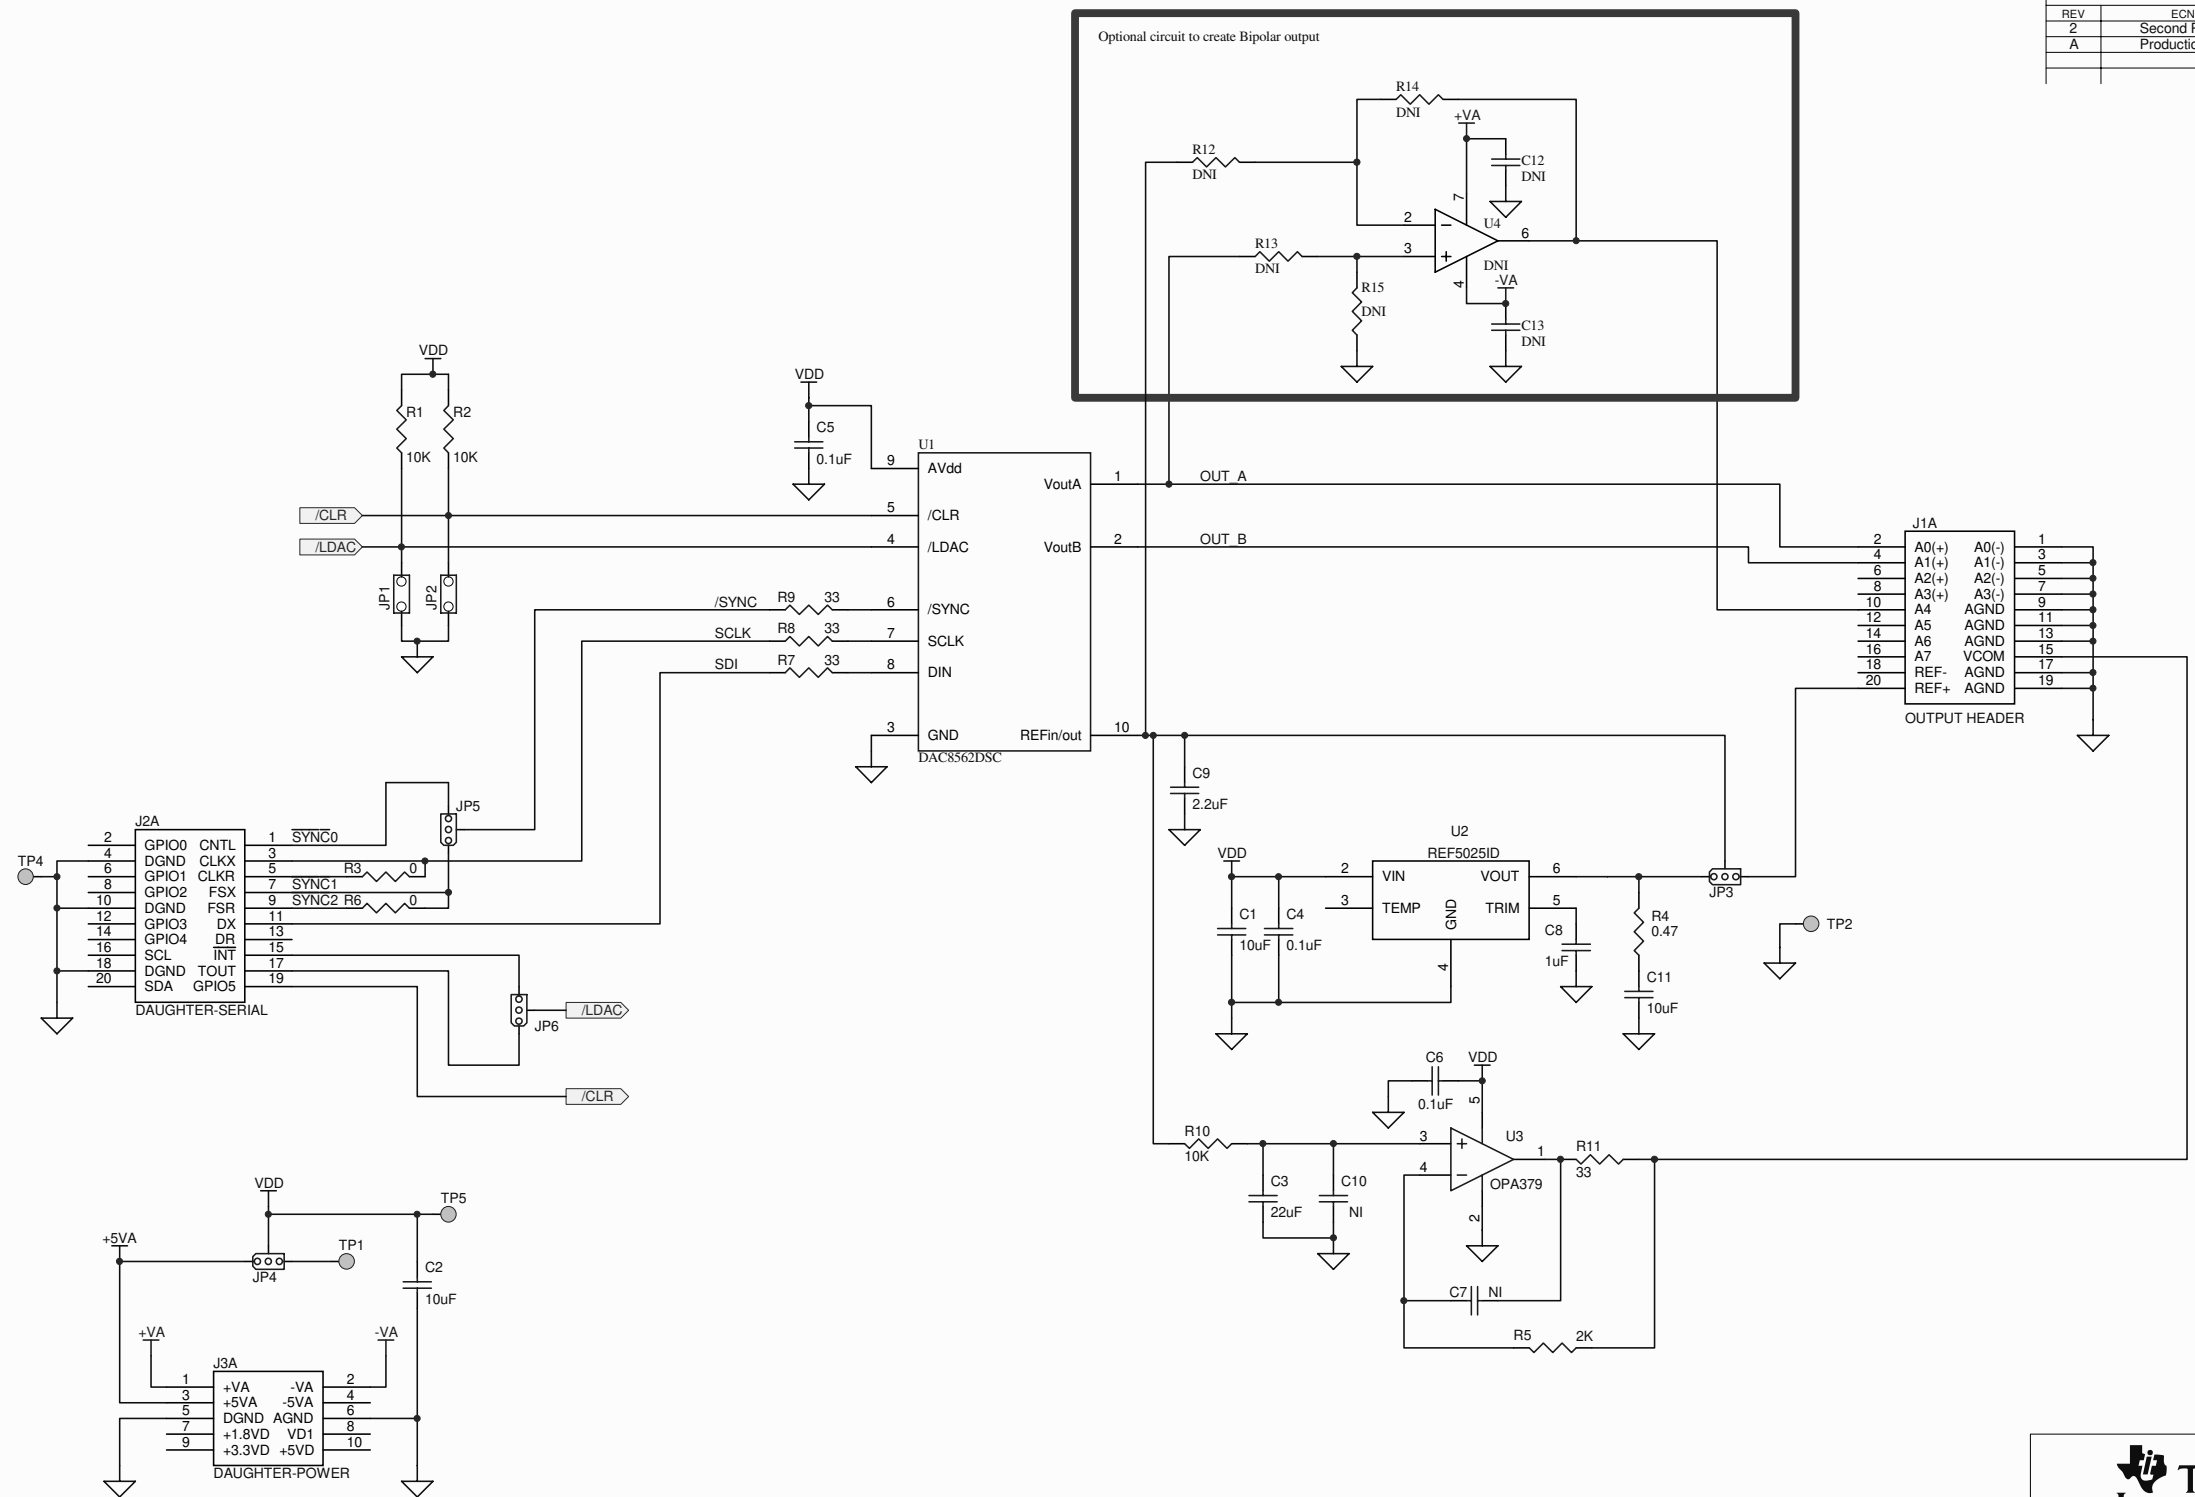 Optional circuit to create Bipolar output
REV ECN
2 Second
A
R14
DNI
+VA
R12
DNI
C12
DNI
7
2
U4
6
3
R13
DNI
DNI
-VA
4
R15
DNI
C13
DNI
VDD
R1 R2
10K 10K
/CLR
/LDAC
JP1 JP2
VDD
C5
0.1uF
U1
9 AVdd
5 /CLR
4 /LDAC
6 /SYNC
7 SCLK
8 DIN
3 GND
VoutA 1 OUT_A
VoutB 2 OUT_B
REFin/out 10
DAC8562DSC
/SYNC R9 33
SCLK R8 33
SDI R7 33
J1A
2 A0(+) A0(-) 1
4 A1(+) A1(-) 3
6 A2(+) A2(-) 5
8 A3(+) A3(-) 7
10 A4 AGND 9
12 A5 AGND 11
14 A6 AGND 13
16 A7 VCOM 15
18 REF- AGND 17
20 REF+ AGND 19
OUTPUT HEADER
C9
2.2uF
JP5
J2A
2 GPIO0 CNTL 1 SYNC0
4 DGND CLKX 3
6 GPIO1 CLKR 5 R3 0
8 GPIO2 FSX 7 SYNC1
10 DGND FSR 9 SYNC2 R6 0
12 GPIO3 DX 11
14 GPIO4 DR 13
16 SCL INT 15
18 DGND TOUT 17
20 SDA GPIO5 19
DAUGHTER-SERIAL
TP4
JP6
/LDAC
/CLR
U2
REF5025ID
VDD
2 VIN VOUT 6
3 TEMP TRIM 5
GND
4
C1
10uF
C4
0.1uF
C8
1uF
R4
0.47
C11
10uF
JP3
TP2
C6 VDD
0.1uF
5
R10
10K
3
4
U3
1
R11
33
OPA379
2
C3
22uF
C10
NI
C7 NI
R5 2K
VDD
TP5
+5VA
TP1
JP4
C2
10uF
+VA -VA
J3A
1 +VA -VA 2
3 +5VA -5VA 4
5 DGND AGND 6
7 +1.8VD VD1 8
9 +3.3VD +5VD 10
DAUGHTER-POWER